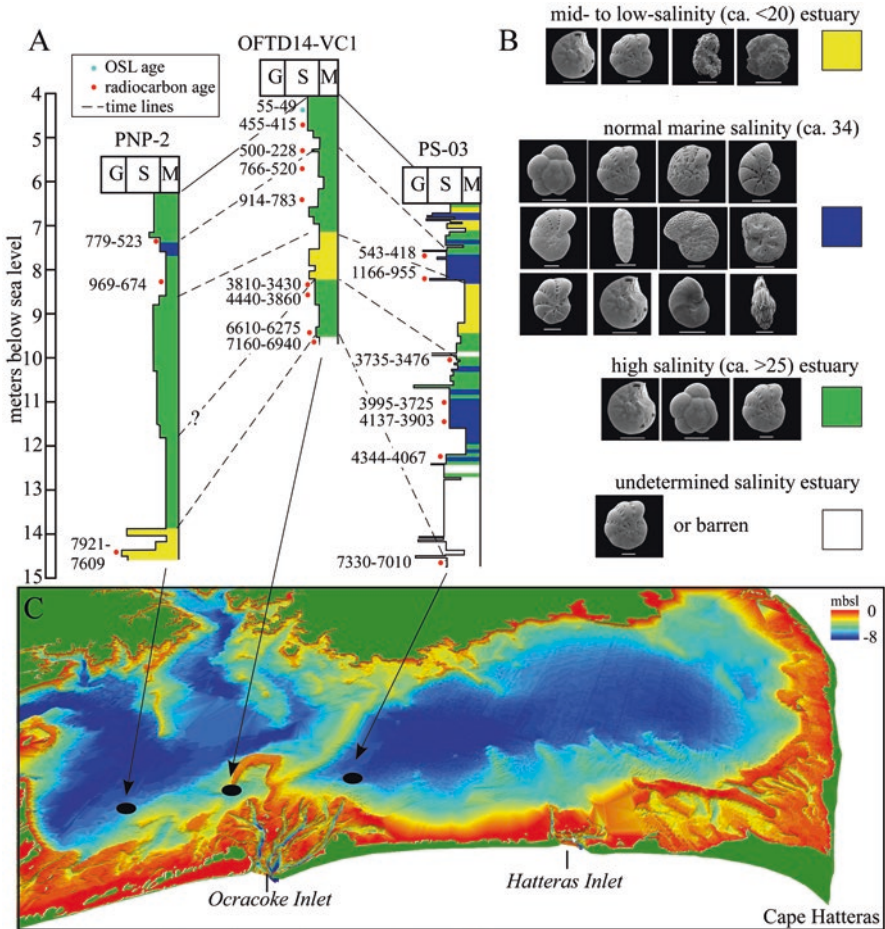 A
OFTD14-VC1
G S M
OSL age
radiocarbon age
time lines
PNP-2
G S M
PS-03
G S M
meters below sea level
4
5
6
7
8
9
10
11
12
13
14
15
55-49
455-415
500-228
766-520
914-783
3810-3430
4440-3860
6610-6275
7160-6940
779-523
969-674
?
7921-
7609
543-418
1166-955
3735-3476
3995-3725
4137-3903
4344-4067
7330-7010
B
mid- to low-salinity (ca. <20) estuary
normal marine salinity (ca. 34)
high salinity (ca. >25) estuary
undetermined salinity estuary
or barren
C
mbsl
0
-8
Ocracoke Inlet
Hatteras Inlet
Cape Hatteras